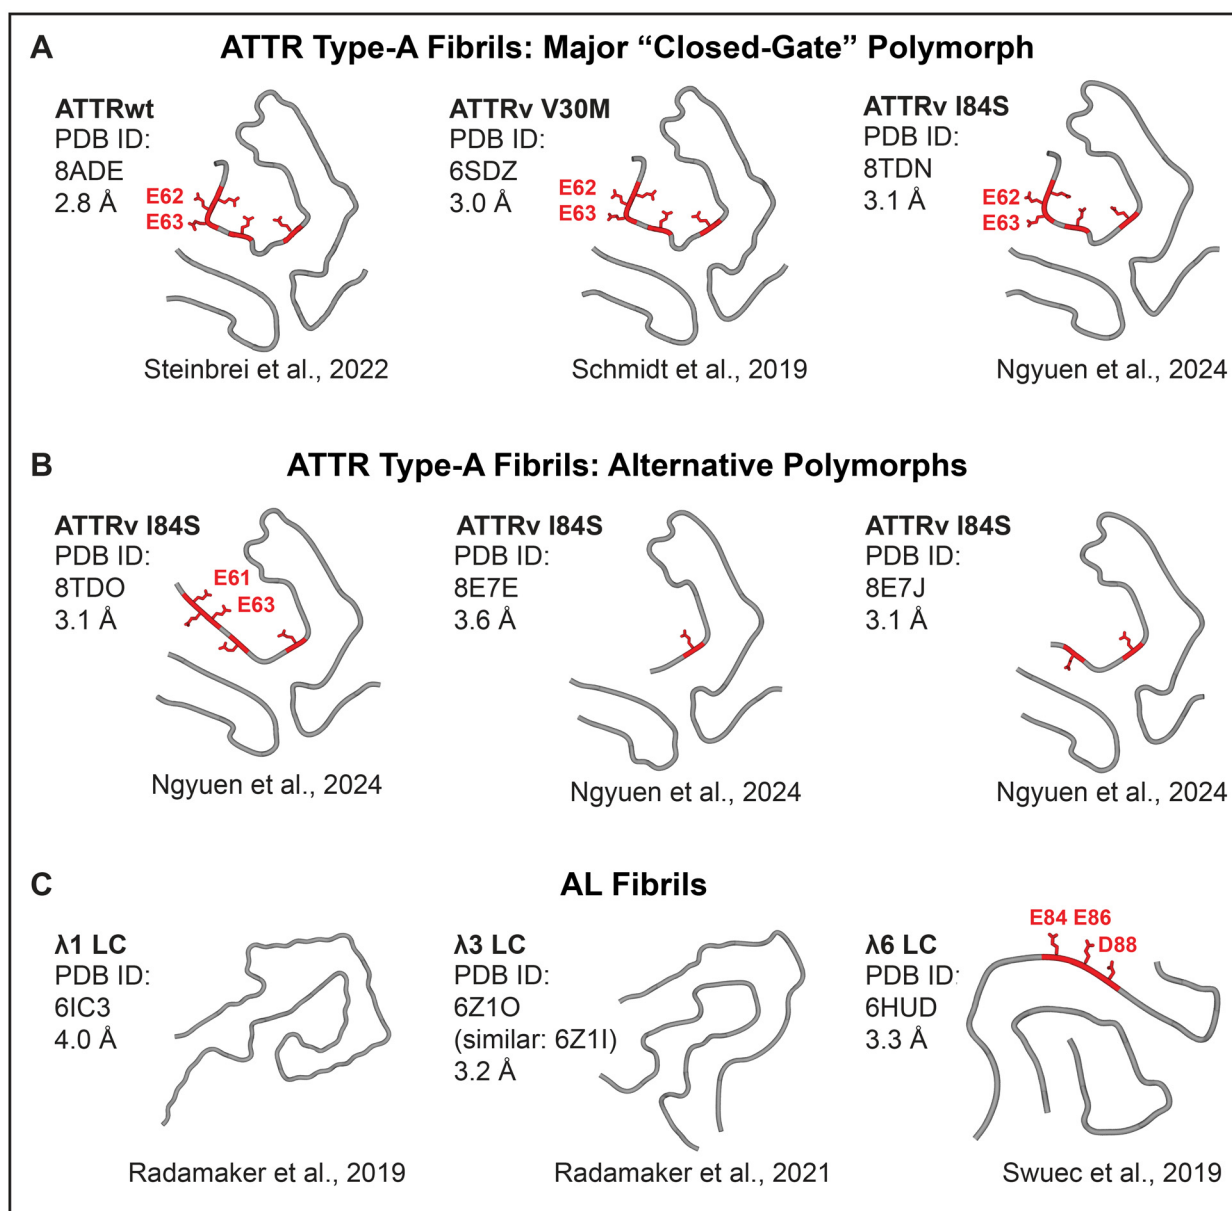 A
ATTR Type-A Fibrils: Major “Closed-Gate” Polymorph
ATTRwt
PDB ID:
8ADE
2.8 Å
E62
E63
Steinbrei et al., 2022
ATTRv V30M
PDB ID:
6SDZ
3.0 Å
E62
E63
Schmidt et al., 2019
ATTRv I84S
PDB ID:
8TDN
3.1 Å
E62
E63
Ngyuen et al., 2024
B
ATTR Type-A Fibrils: Alternative Polymorphs
ATTRv I84S
PDB ID:
8TDO
3.1 Å
E61
E63
Ngyuen et al., 2024
ATTRv I84S
PDB ID:
8E7E
3.6 Å
Ngyuen et al., 2024
ATTRv I84S
PDB ID:
8E7J
3.1 Å
Ngyuen et al., 2024
C
AL Fibrils
λ1 LC
PDB ID:
6IC3
4.0 Å
Radamaker et al., 2019
λ3 LC
PDB ID:
6Z1O
(similar: 6Z1I)
3.2 Å
Radamaker et al., 2021
λ6 LC
PDB ID:
6HUD
3.3 Å
E84 E86
D88
Swuec et al., 2019